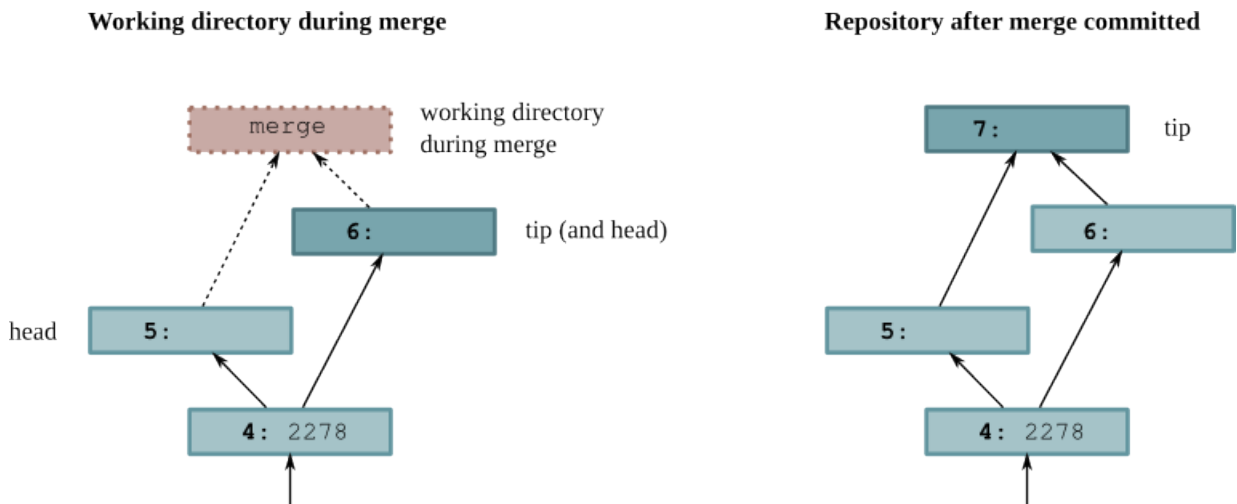 Working directory during merge
merge
working directory
during merge
6:
tip (and head)
head
5:
4: 2278
Repository after merge committed
7:
tip
6:
5:
4: 2278